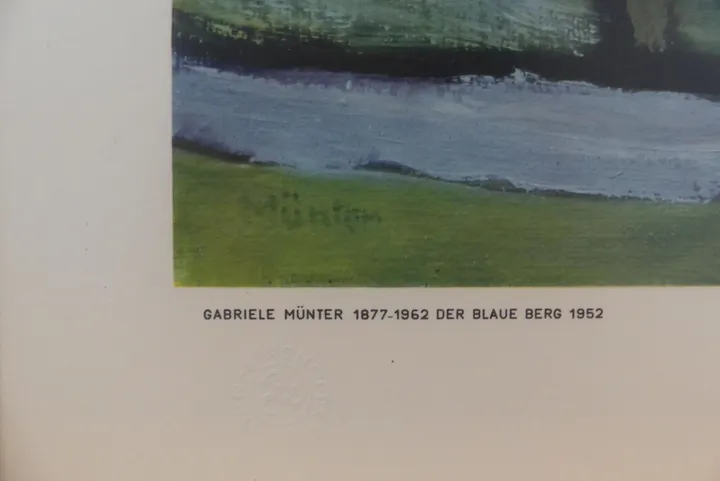 Münter
GABRIELE MÜNTER 1877-1962 DER BLAUE BERG 1952